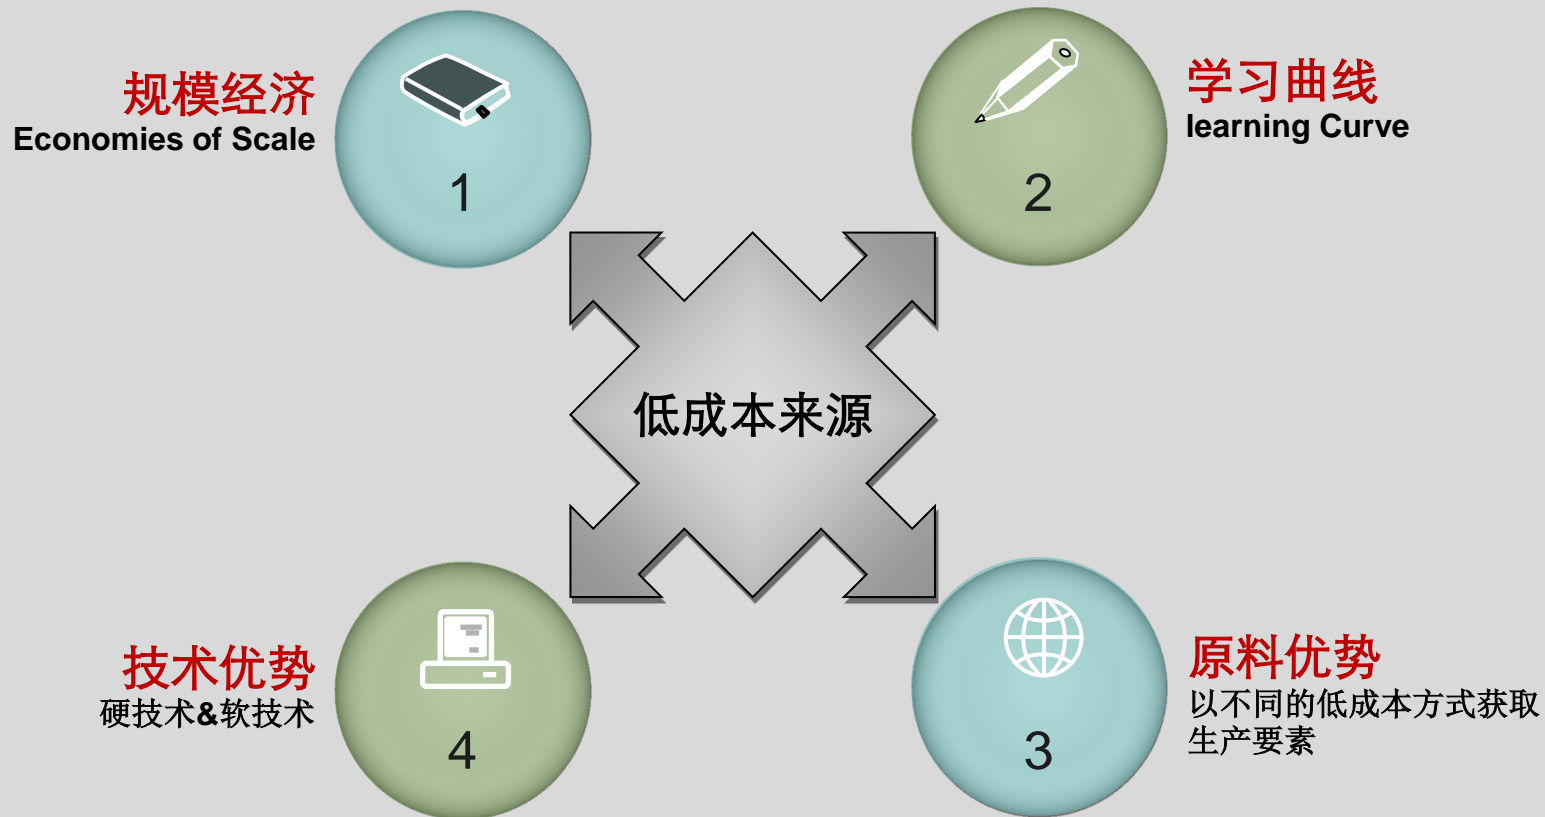 规模经济
Economies of Scale
1
学习曲线
learning Curve
2
低成本来源
技术优势
硬技术&软技术
4
原料优势
以不同的低成本方式获取
生产要素
3